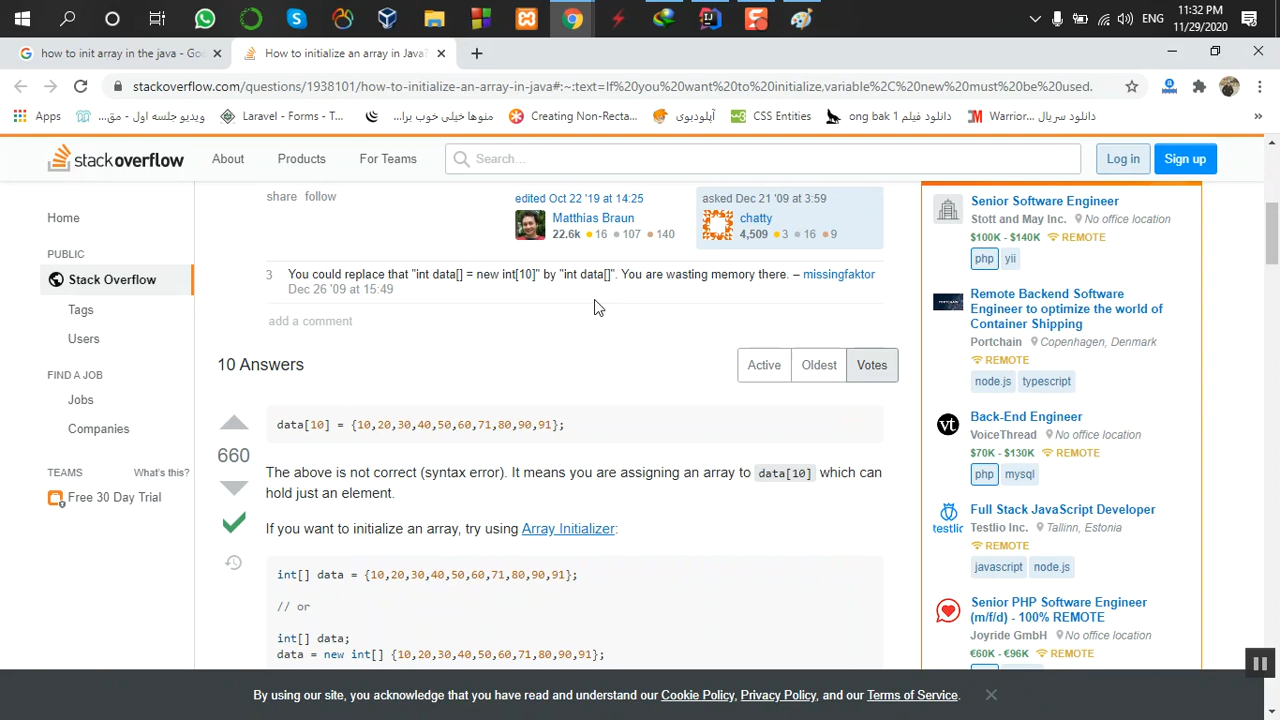 ENG
11:32 PM
11/29/2020
how to init array in the java - Goo
How to initialize an array in Java?
stackoverflow.com/questions/1938101/how-to-initialize-an-array-in-java#:~:text=If%20you%20want%20to%20initialize,variable%2C%20new%20must%20be%20used.
Apps
ویدیو جلسه اول - مق...
Laravel - Forms - T...
منوها خیلی خوب برا...
Creating Non-Recta...
آپلودبوی
CSS Entities
دانلود فیلم ong bak 1
دانلود سریال Warrior...
stackoverflow
About
Products
For Teams
Search...
Log in
Sign up
Home
PUBLIC
Stack Overflow
Tags
Users
FIND A JOB
Jobs
Companies
TEAMS
What's this?
Free 30 Day Trial
share follow
edited Oct 22 '19 at 14:25
Matthias Braun
22.6k 16 107 140
asked Dec 21 '09 at 3:59
chatty
4,509 3 16 9
3 You could replace that "int data[] = new int[10]" by "int data[]". You are wasting memory there. – missingfaktor
Dec 26 '09 at 15:49
add a comment
10 Answers
Active
Oldest
Votes
660
data[10] = {10,20,30,40,50,60,71,80,90,91};
The above is not correct (syntax error). It means you are assigning an array to data[10] which can
hold just an element.
If you want to initialize an array, try using Array Initializer:
int[] data = {10,20,30,40,50,60,71,80,90,91};
// or
int[] data;
data = new int[] {10,20,30,40,50,60,71,80,90,91};
Senior Software Engineer
Stott and May Inc. No office location
$100K - $140K REMOTE
php yii
Remote Backend Software
Engineer to optimize the world of
Container Shipping
Portchain Copenhagen, Denmark
REMOTE
node.js typescript
Back-End Engineer
VoiceThread No office location
$70K - $130K REMOTE
php mysql
Full Stack JavaScript Developer
Testlio Inc. Tallinn, Estonia
REMOTE
javascript node.js
Senior PHP Software Engineer
(m/f/d) - 100% REMOTE
Joyride GmbH No office location
€60K - €96K REMOTE
By using our site, you acknowledge that you have read and understand our Cookie Policy, Privacy Policy, and our Terms of Service.